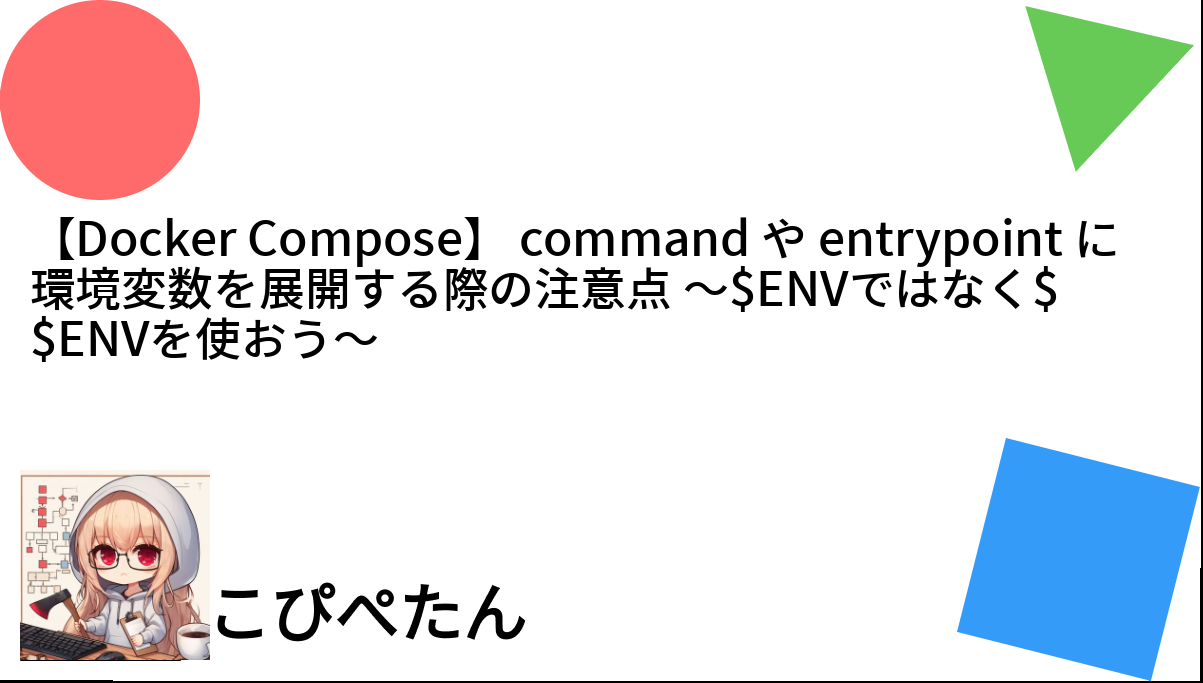 【Docker Compose】 command や entrypoint に
環境変数を展開する際の注意点 〜$ENVではなく$
$ENVを使おう〜
こぴぺたん